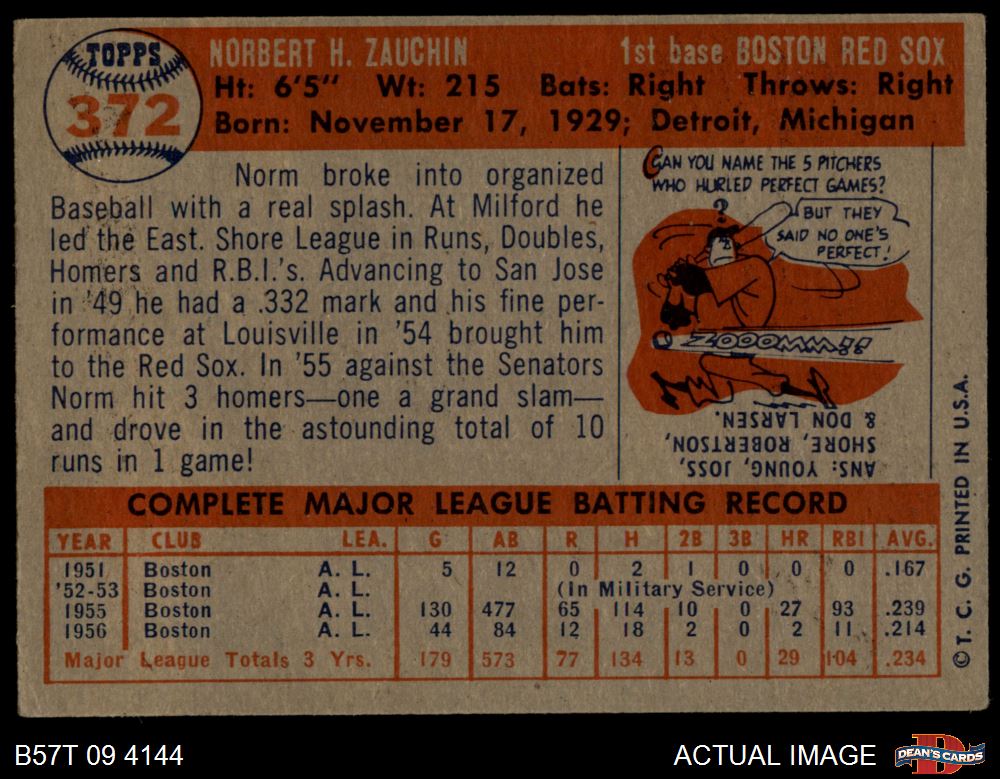 TOPPS
372
NORBERT H. ZAUCHIN 1st base BOSTON RED SOX
Ht: 6'5" Wt: 215 Bats: Right Throws: Right
Born: November 17, 1929; Detroit, Michigan
Norm broke into organized
Baseball with a real splash. At Milford he
led the East. Shore League in Runs, Doubles,
Homers and R.B.I.'s. Advancing to San Jose
in '49 he had a .332 mark and his fine per-
formance at Louisville in '54 brought him
to the Red Sox. In '55 against the Senators
Norm hit 3 homers—one a grand slam—
and drove in the astounding total of 10
runs in 1 game!
CAN YOU NAME THE 5 PITCHERS
WHO HURLED PERFECT GAMES?
?
BUT THEY
SAID NO ONE'S
PERFECT!
ZOOOMM!!
ANS: YOUNG, JOSS,
SHORE, ROBERTSON,
& DON LARSEN.
COMPLETE MAJOR LEAGUE BATTING RECORD
YEAR CLUB LEA. G AB R H 2B 3B HR RBI AVG.
1951 Boston A. L. 5 12 0 2 1 0 0 0 .167
'52-53 Boston A. L. (In Military Service)
1955 Boston A. L. 130 477 65 114 10 0 27 93 .239
1956 Boston A. L. 44 84 12 18 2 0 2 11 .214
Major League Totals 3 Yrs. 179 573 77 134 13 0 29 104 .234
© T. C. G. PRINTED IN U.S.A.
B57T 09 4144 ACTUAL IMAGE
DEAN'S CARDS